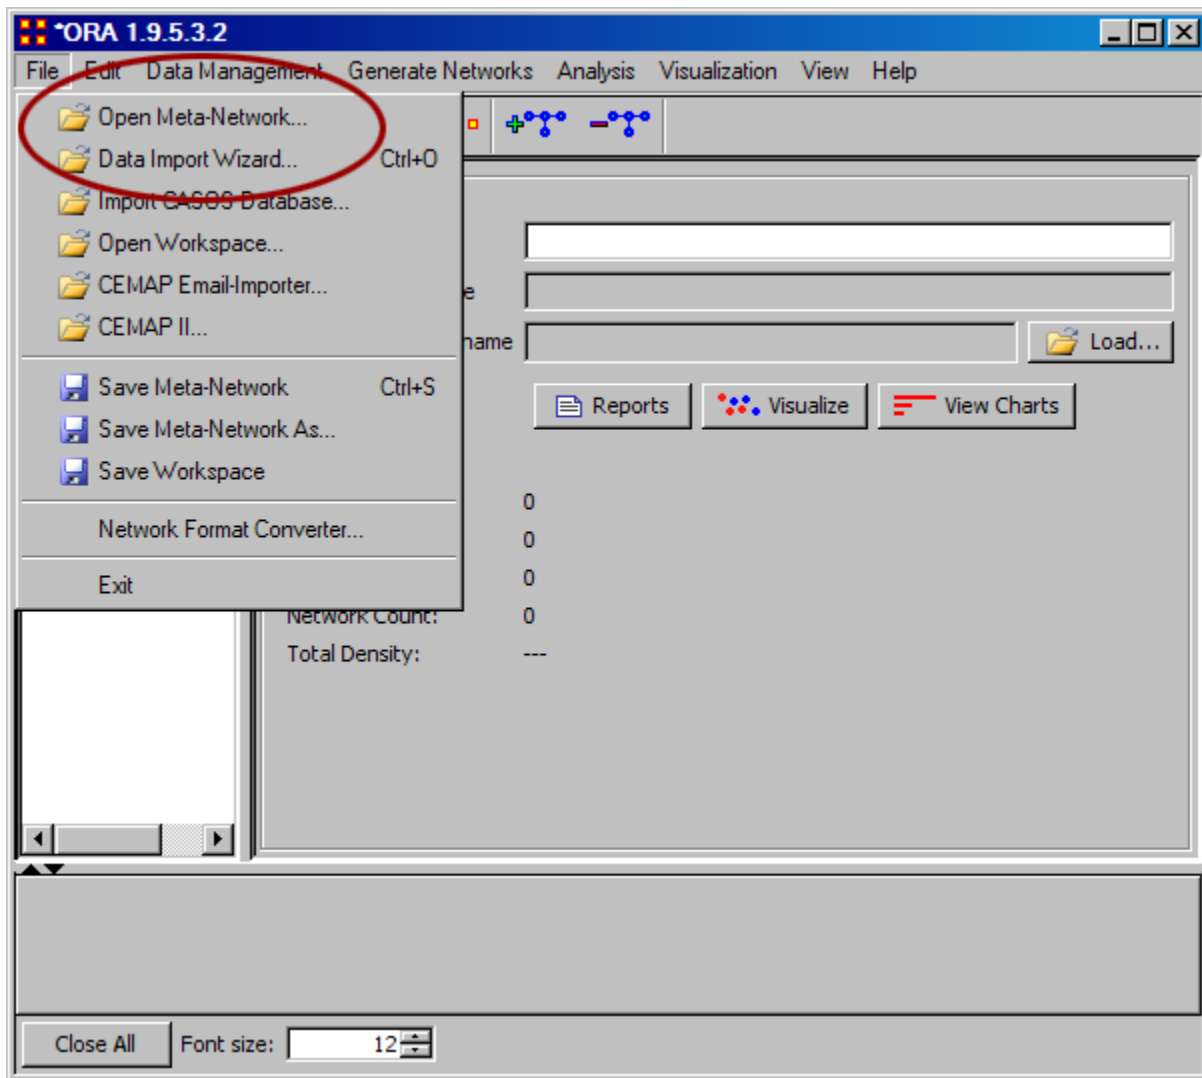 *ORA 1.9.5.3.2
File Edit Data Management Generate Networks Analysis Visualization View Help
Open Meta-Network...
Data Import Wizard... Ctrl+O
Import CASOS Database...
Open Workspace...
CEMAP Email-Importer...
e
CEMAP II...
name Load...
Save Meta-Network Ctrl+S
Reports Visualize View Charts
Save Meta-Network As...
Save Workspace
0
Network Format Converter...
0
Exit 0
Network Count: 0
Total Density: ---
Close All Font size: 12